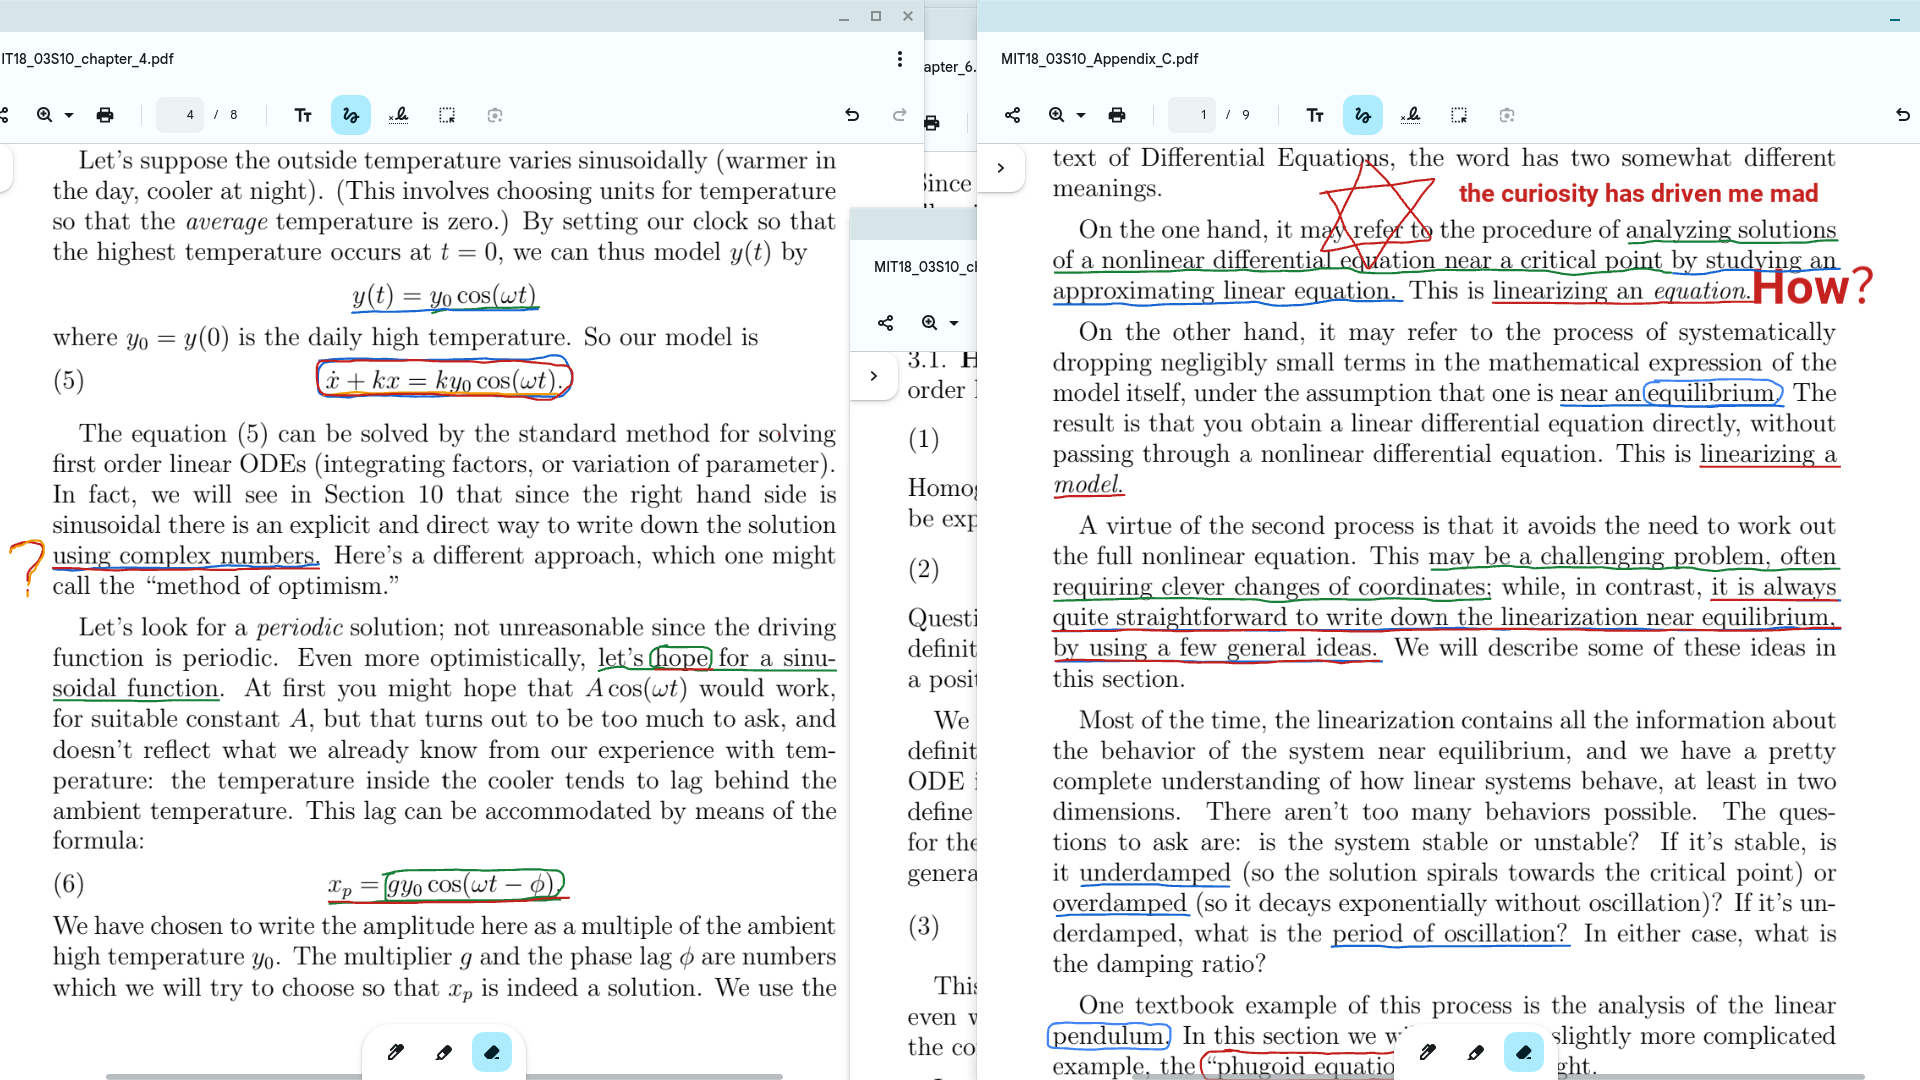 IT18_03S10_chapter_4.pdf
4 / 8
Let's suppose the outside temperature varies sinusoidally (warmer in
the day, cooler at night). (This involves choosing units for temperature
so that the average temperature is zero.) By setting our clock so that
the highest temperature occurs at t = 0, we can thus model y(t) by
y(t) = y₀ cos(ωt)
where y₀ = y(0) is the daily high temperature. So our model is
(5) ẋ + kx = ky₀ cos(ωt).
The equation (5) can be solved by the standard method for solving
first order linear ODEs (integrating factors, or variation of parameter).
In fact, we will see in Section 10 that since the right hand side is
sinusoidal there is an explicit and direct way to write down the solution
? using complex numbers. Here's a different approach, which one might
call the “method of optimism.”
Let's look for a periodic solution; not unreasonable since the driving
function is periodic. Even more optimistically, let's hope for a sinu-
soidal function. At first you might hope that A cos(ωt) would work,
for suitable constant A, but that turns out to be too much to ask, and
doesn't reflect what we already know from our experience with tem-
perature: the temperature inside the cooler tends to lag behind the
ambient temperature. This lag can be accommodated by means of the
formula:
(6) xₚ = gy₀ cos(ωt − ϕ).
We have chosen to write the amplitude here as a multiple of the ambient
high temperature y₀. The multiplier g and the phase lag ϕ are numbers
which we will try to choose so that xₚ is indeed a solution. We use the
apter_6.
Since
MIT18_03S10_ch
3.1. H
order
(1)
Homog
be exp
(2)
Questi
definit
a posit
We
definit
ODE i
define
for the
genera
(3)
This
even w
the co
MIT18_03S10_Appendix_C.pdf
1 / 9
text of Differential Equations, the word has two somewhat different
meanings.
the curiosity has driven me mad
On the one hand, it may refer to the procedure of analyzing solutions
of a nonlinear differential equation near a critical point by studying an
approximating linear equation. This is linearizing an equation.
How?
On the other hand, it may refer to the process of systematically
dropping negligibly small terms in the mathematical expression of the
model itself, under the assumption that one is near an equilibrium. The
result is that you obtain a linear differential equation directly, without
passing through a nonlinear differential equation. This is linearizing a
model.
A virtue of the second process is that it avoids the need to work out
the full nonlinear equation. This may be a challenging problem, often
requiring clever changes of coordinates; while, in contrast, it is always
quite straightforward to write down the linearization near equilibrium,
by using a few general ideas. We will describe some of these ideas in
this section.
Most of the time, the linearization contains all the information about
the behavior of the system near equilibrium, and we have a pretty
complete understanding of how linear systems behave, at least in two
dimensions. There aren't too many behaviors possible. The ques-
tions to ask are: is the system stable or unstable? If it's stable, is
it underdamped (so the solution spirals towards the critical point) or
overdamped (so it decays exponentially without oscillation)? If it's un-
derdamped, what is the period of oscillation? In either case, what is
the damping ratio?
One textbook example of this process is the analysis of the linear
pendulum. In this section we w slightly more complicated
example, the “phugoid equatio ght.